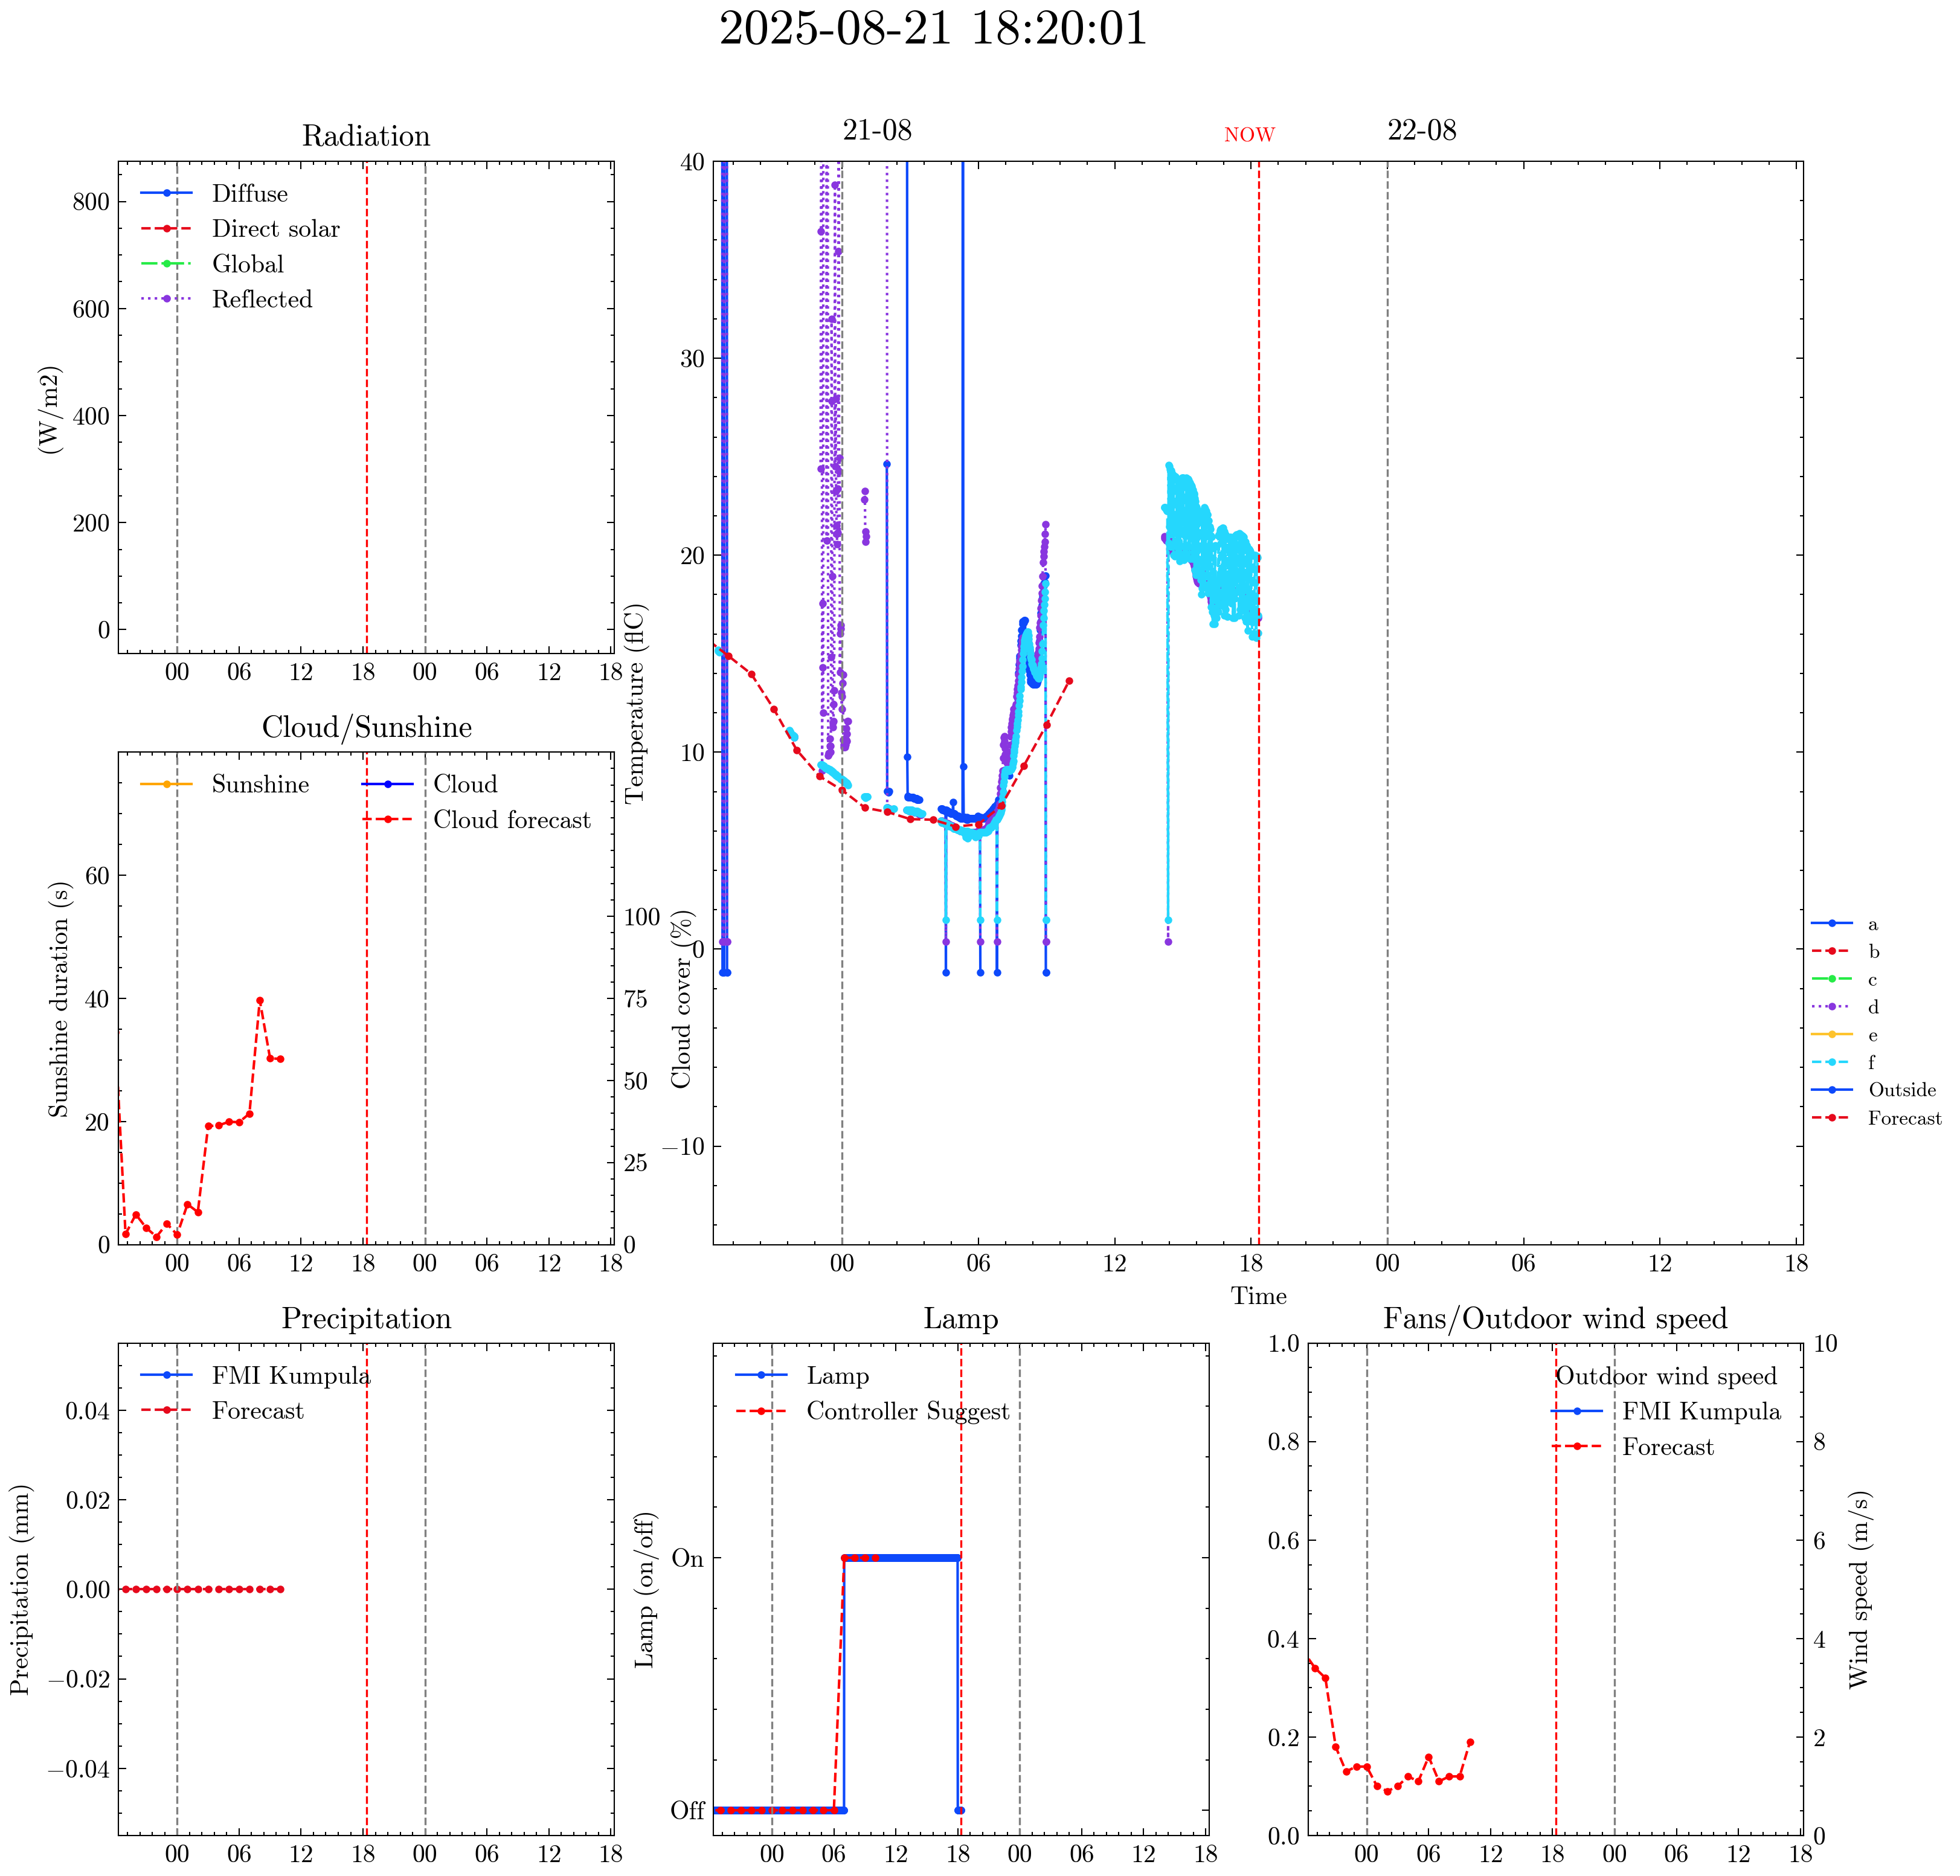 2025-08-21 18:20:01
Radiation
Diffuse
Direct solar
Global
Reflected
800
600
400
200
0
(W/m2)
00 06 12 18 00 06 12 18
21-08 NOW 22-08
40
30
20
10
0
−10
Temperature (flC)
00 06 12 18 00 06 12 18
Time
a
b
c
d
e
f
Outside
Forecast
Cloud/Sunshine
Sunshine
Cloud
Cloud forecast
60
40
20
0
Sunshine duration (s)
100
75
50
25
0
Cloud cover (%)
00 06 12 18 00 06 12 18
Precipitation
FMI Kumpula
Forecast
0.04
0.02
0.00
−0.02
−0.04
Precipitation (mm)
00 06 12 18 00 06 12 18
Lamp
Lamp
Controller Suggest
On
Off
Lamp (on/off)
00 06 12 18 00 06 12 18
Fans/Outdoor wind speed
Outdoor wind speed
FMI Kumpula
Forecast
1.0
0.8
0.6
0.4
0.2
0.0
10
8
6
4
2
0
Wind speed (m/s)
00 06 12 18 00 06 12 18